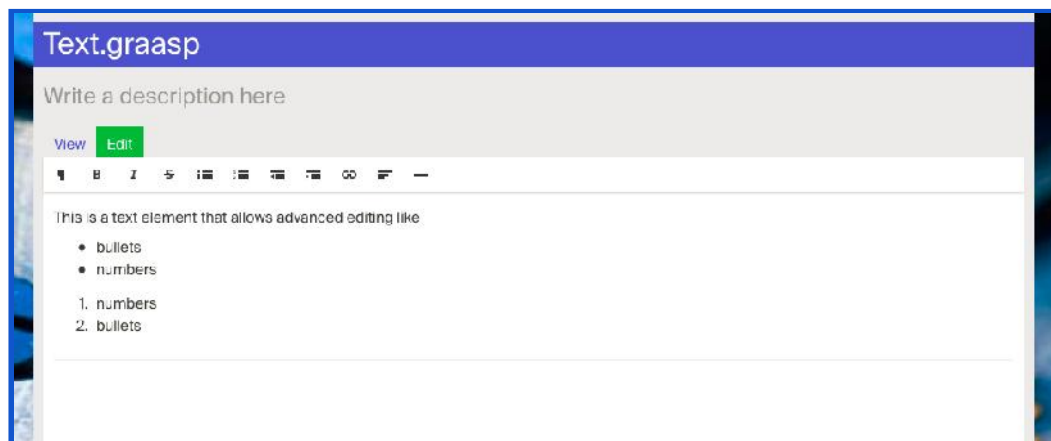 Text.graasp
Write a description here
View Edit
¶ B I S
This is a text element that allows advanced editing like
• bullets
• numbers
1. numbers
2. bullets